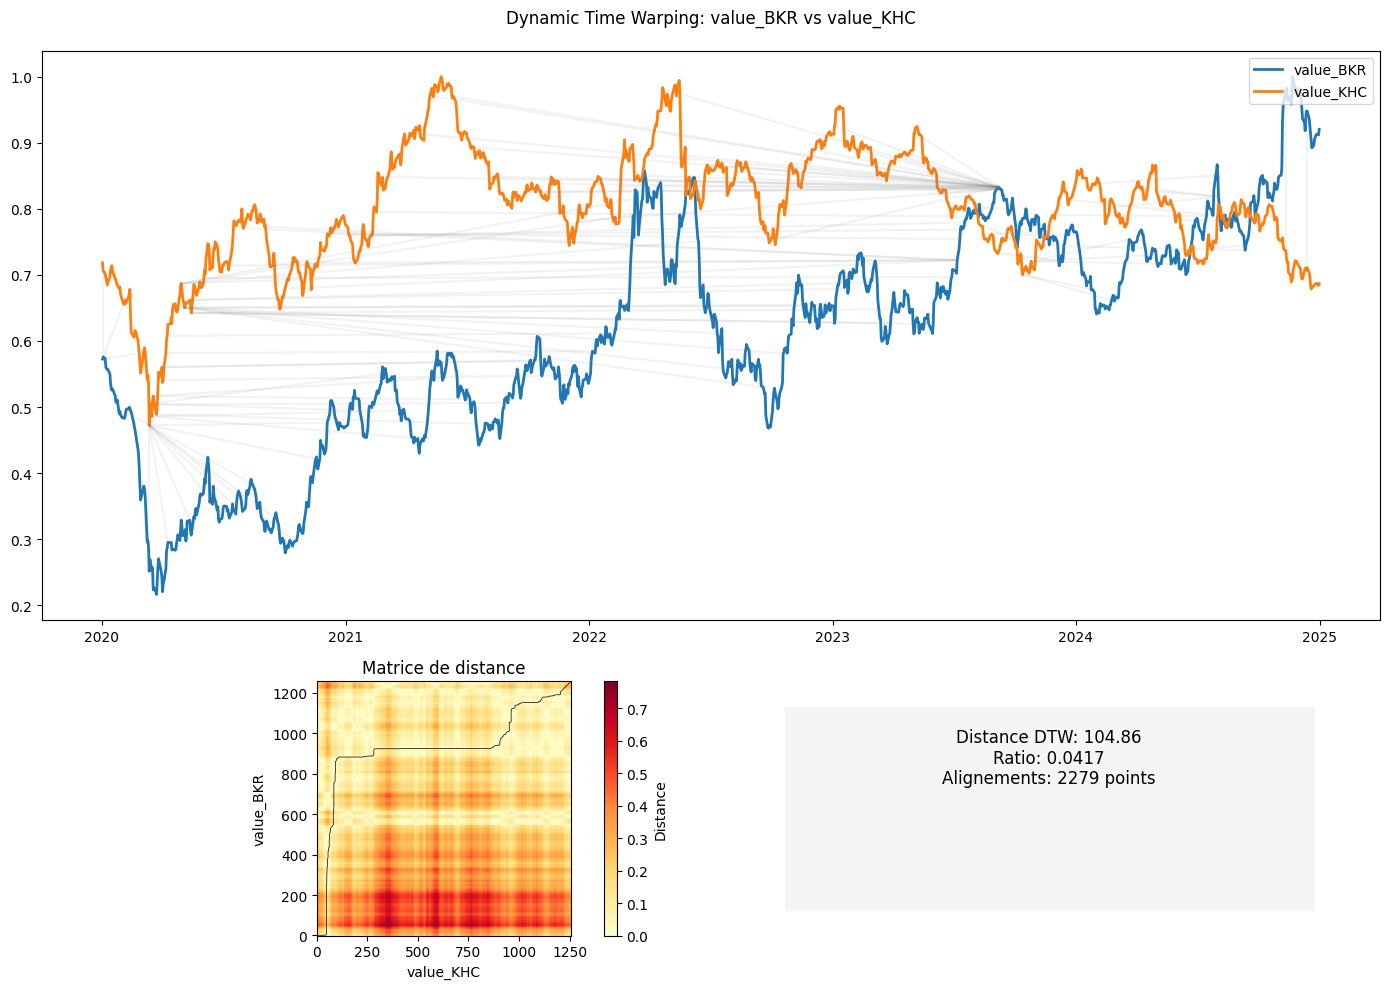 Dynamic Time Warping: value_BKR vs value_KHC
value_BKR
value_KHC
1.0
0.9
0.8
0.7
0.6
0.5
0.4
0.3
0.2
2020 2021 2022 2023 2024 2025
Matrice de distance
value_BKR
1200
1000
800
600
400
200
0
0 250 500 750 1000 1250
value_KHC
0.7
0.6
0.5
0.4
0.3
0.2
0.1
0.0
Distance
Distance DTW: 104.86
Ratio: 0.0417
Alignements: 2279 points